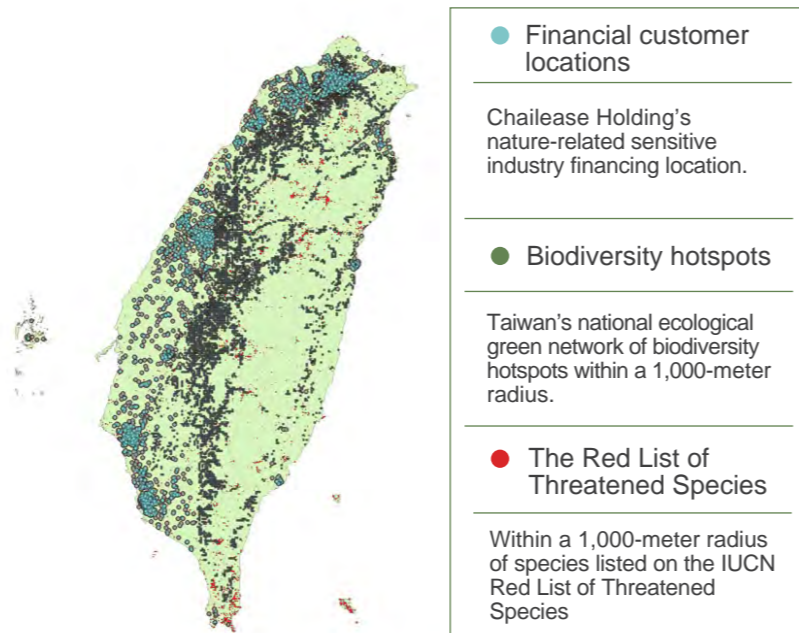 Financial customer
locations
Chailease Holding's
nature-related sensitive
industry financing location.
Biodiversity hotspots
Taiwan's national ecological
green network of biodiversity
hotspots within a 1,000-meter
radius.
The Red List of
Threatened Species
Within a 1,000-meter radius
of species listed on the IUCN
Red List of Threatened
Species